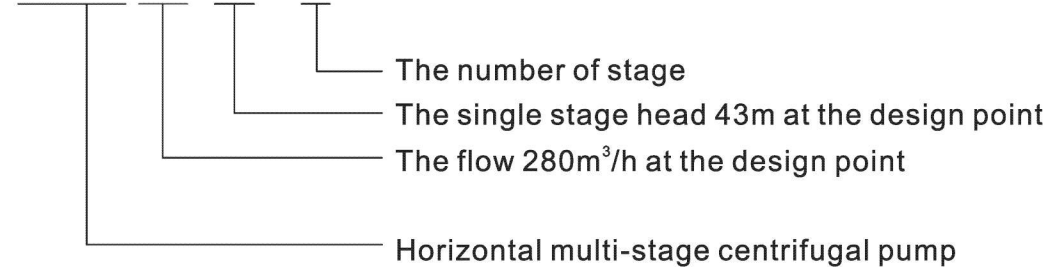 The number of stage
The single stage head 43m at the design point
The flow 280m³/h at the design point
Horizontal multi-stage centrifugal pump